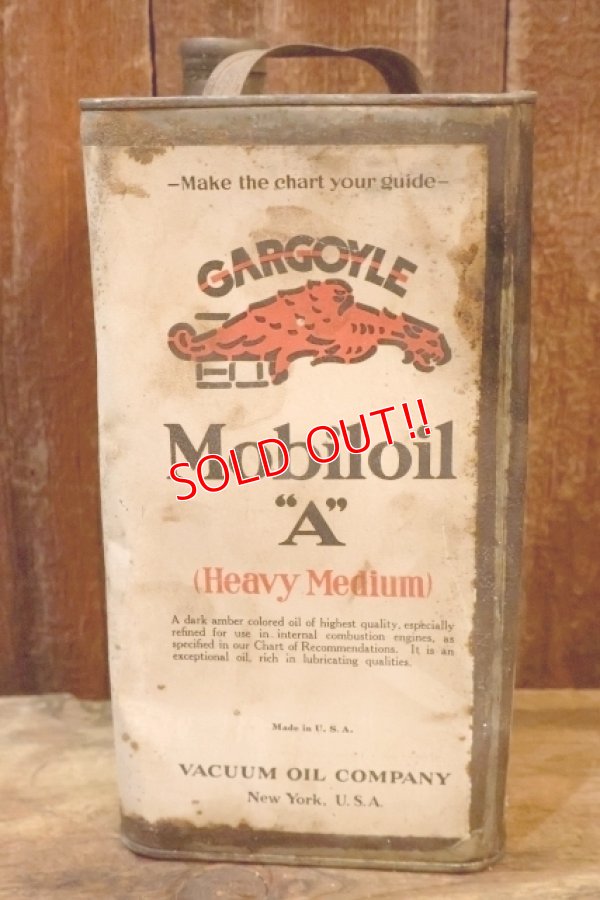 –Make the chart your guide–
GARGOYLE
Mobiloil
SOLD OUT!!
"A"
(Heavy Medium)
A dark amber colored oil of highest quality, especially
refined for use in internal combustion engines, as
specified in our Chart of Recommendations. It is an
exceptional oil, rich in lubricating qualities.
Made in U. S. A.
VACUUM OIL COMPANY
New York, U.S.A.